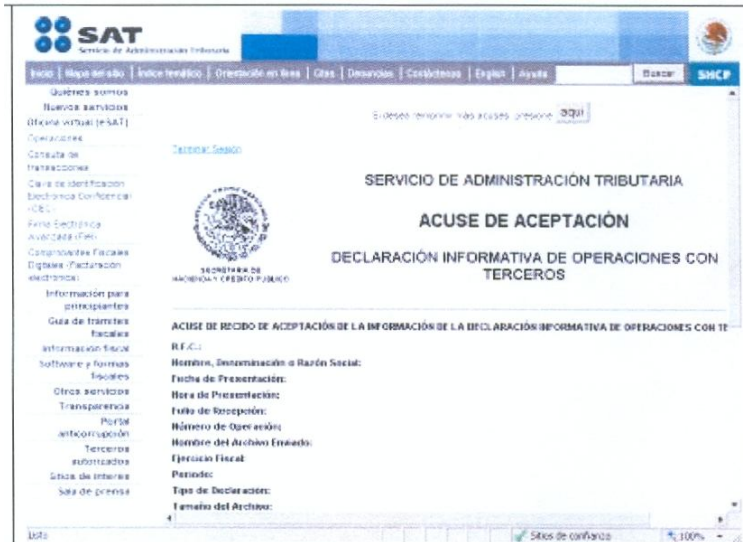 SAT
Servicio de Administración Tributaria
Inicio | Mapa del sitio | Índice temático | Orientación en línea | Citas | Denuncias | Contáctenos | English | Ayuda
Buscar
SHCP
Quiénes somos
Nuevos servicios
Oficina virtual (e-SAT)
Operaciones
Consulta de
transacciones
Clave de Identificación
Electrónica Confidencial
(CEC)
Firma Electrónica
Avanzada (Fiel)
Comprobantes Fiscales
Digitales (Facturación
electrónica)
Información para
principiantes
Guía de trámites
fiscales
Información fiscal
Software y formas
fiscales
Otros servicios
Transparencia
Portal
anticorrupción
Terceros
autorizados
Sitios de interés
Sala de prensa
Si desea reimprimir más acuses, presione aquí
Terminar Sesión
SECRETARIA DE
HACIENDA Y CREDITO PUBLICO
SERVICIO DE ADMINISTRACIÓN TRIBUTARIA
ACUSE DE ACEPTACIÓN
DECLARACIÓN INFORMATIVA DE OPERACIONES CON
TERCEROS
ACUSE DE RECIBO DE ACEPTACIÓN DE LA INFORMACIÓN DE LA DECLARACIÓN INFORMATIVA DE OPERACIONES CON TE
R.F.C.:
Nombre, Denominación o Razón Social:
Fecha de Presentación:
Hora de Presentación:
Folio de Recepción:
Número de Operación:
Nombre del Archivo Enviado:
Ejercicio Fiscal:
Periodo:
Tipo de Declaración:
Tamaño del Archivo:
Listo
Sitios de confianza
100%